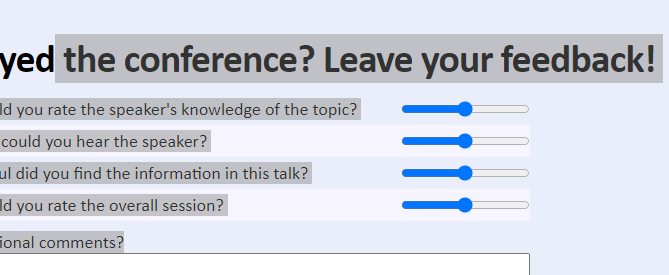 yed the conference? Leave your feedback!
ld you rate the speaker's knowledge of the topic?
could you hear the speaker?
ul did you find the information in this talk?
ld you rate the overall session?
ional comments?